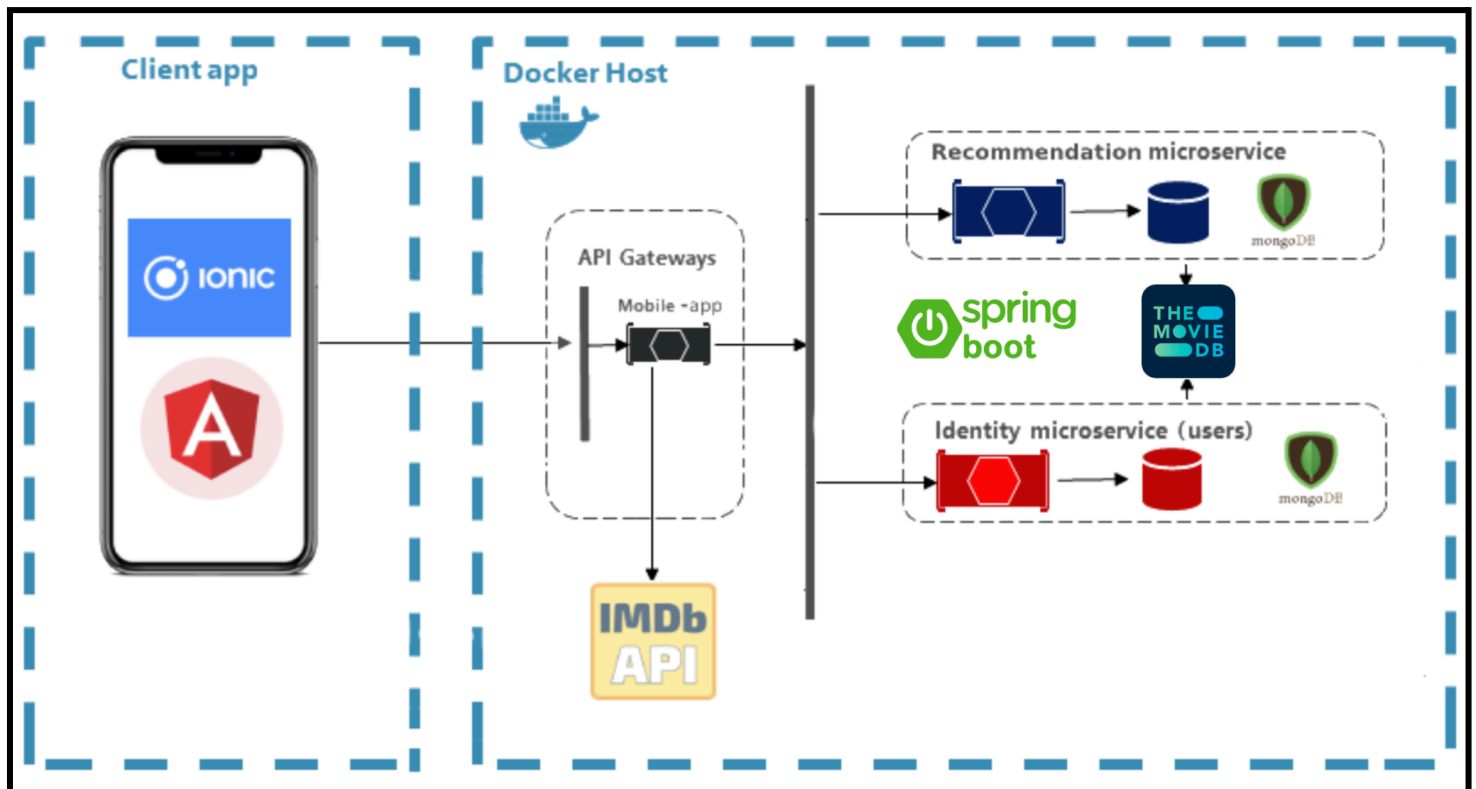 Client app
IONIC
A
Docker Host
API Gateways
Mobile -app
IMDb
API
Recommendation microservice
mongoDB
spring
boot
THE
MOVIE
DB
Identity microservice (users)
mongoDB